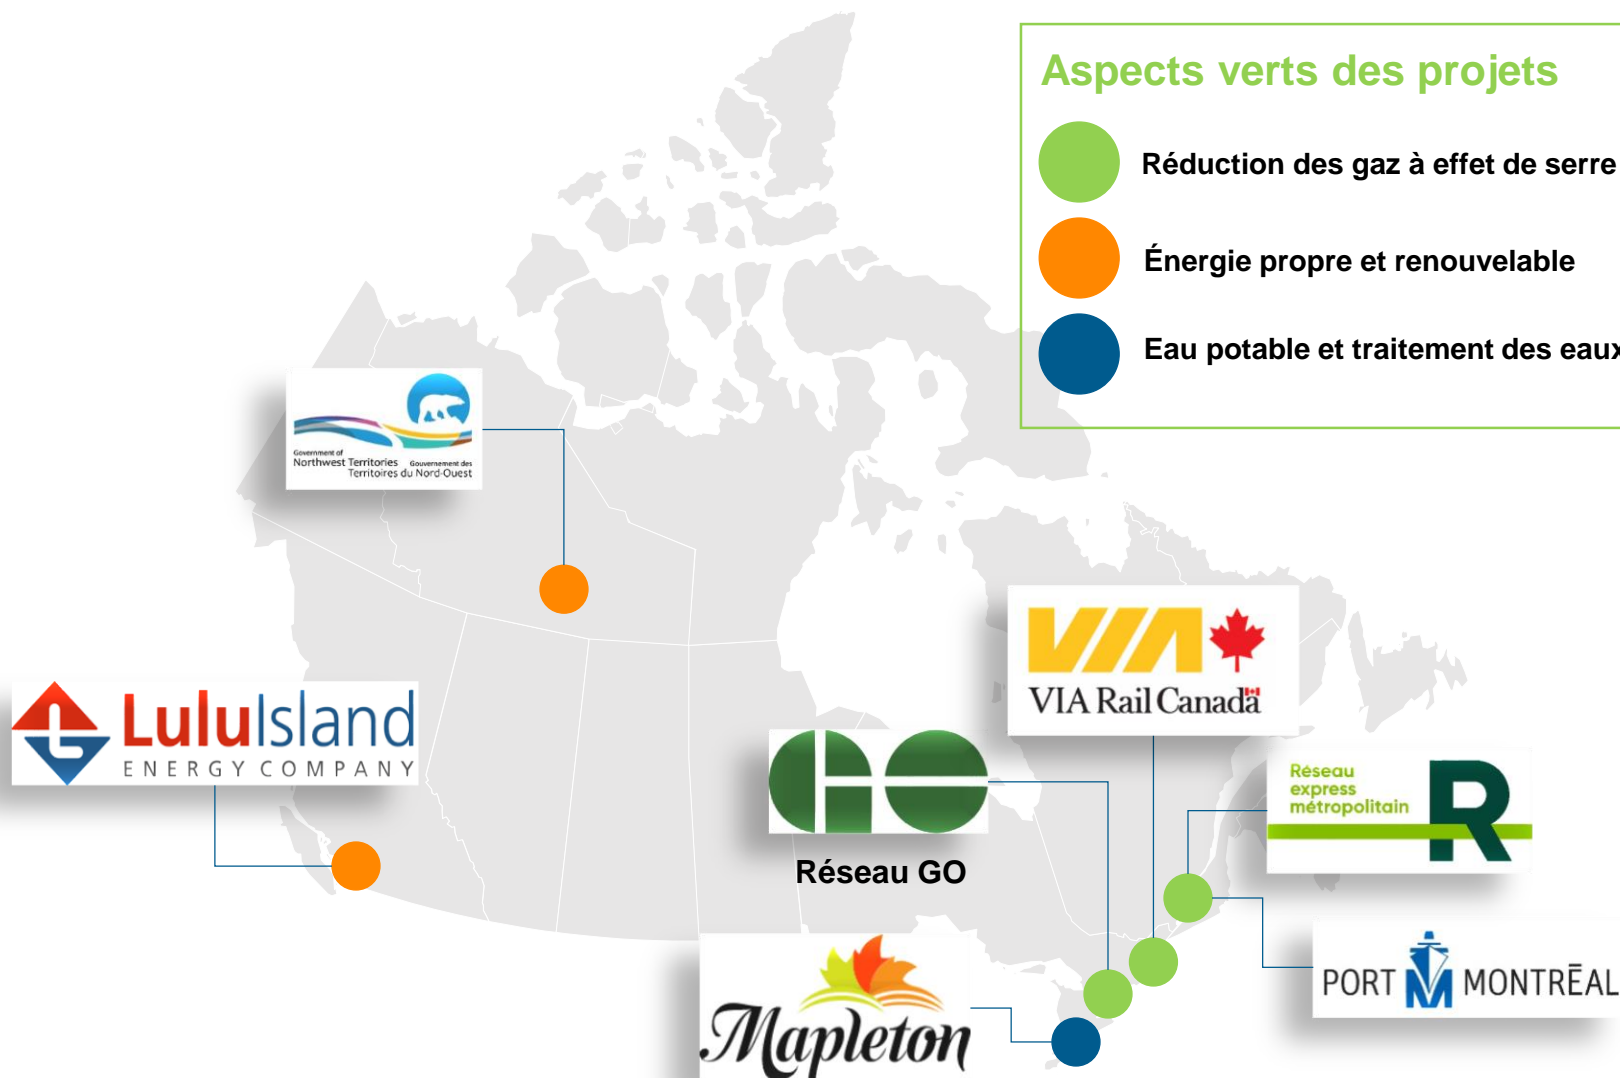 Aspects verts des projets
Réduction des gaz à effet de serre
Énergie propre et renouvelable
Eau potable et traitement des eaux
Government of
Northwest Territories Gouvernement des
Territoires du Nord-Ouest
LuluIsland
ENERGY COMPANY
VIA
VIA Rail Canada
GO
Réseau GO
Réseau
express
métropolitain
R
PORT M MONTRÉAL
Mapleton